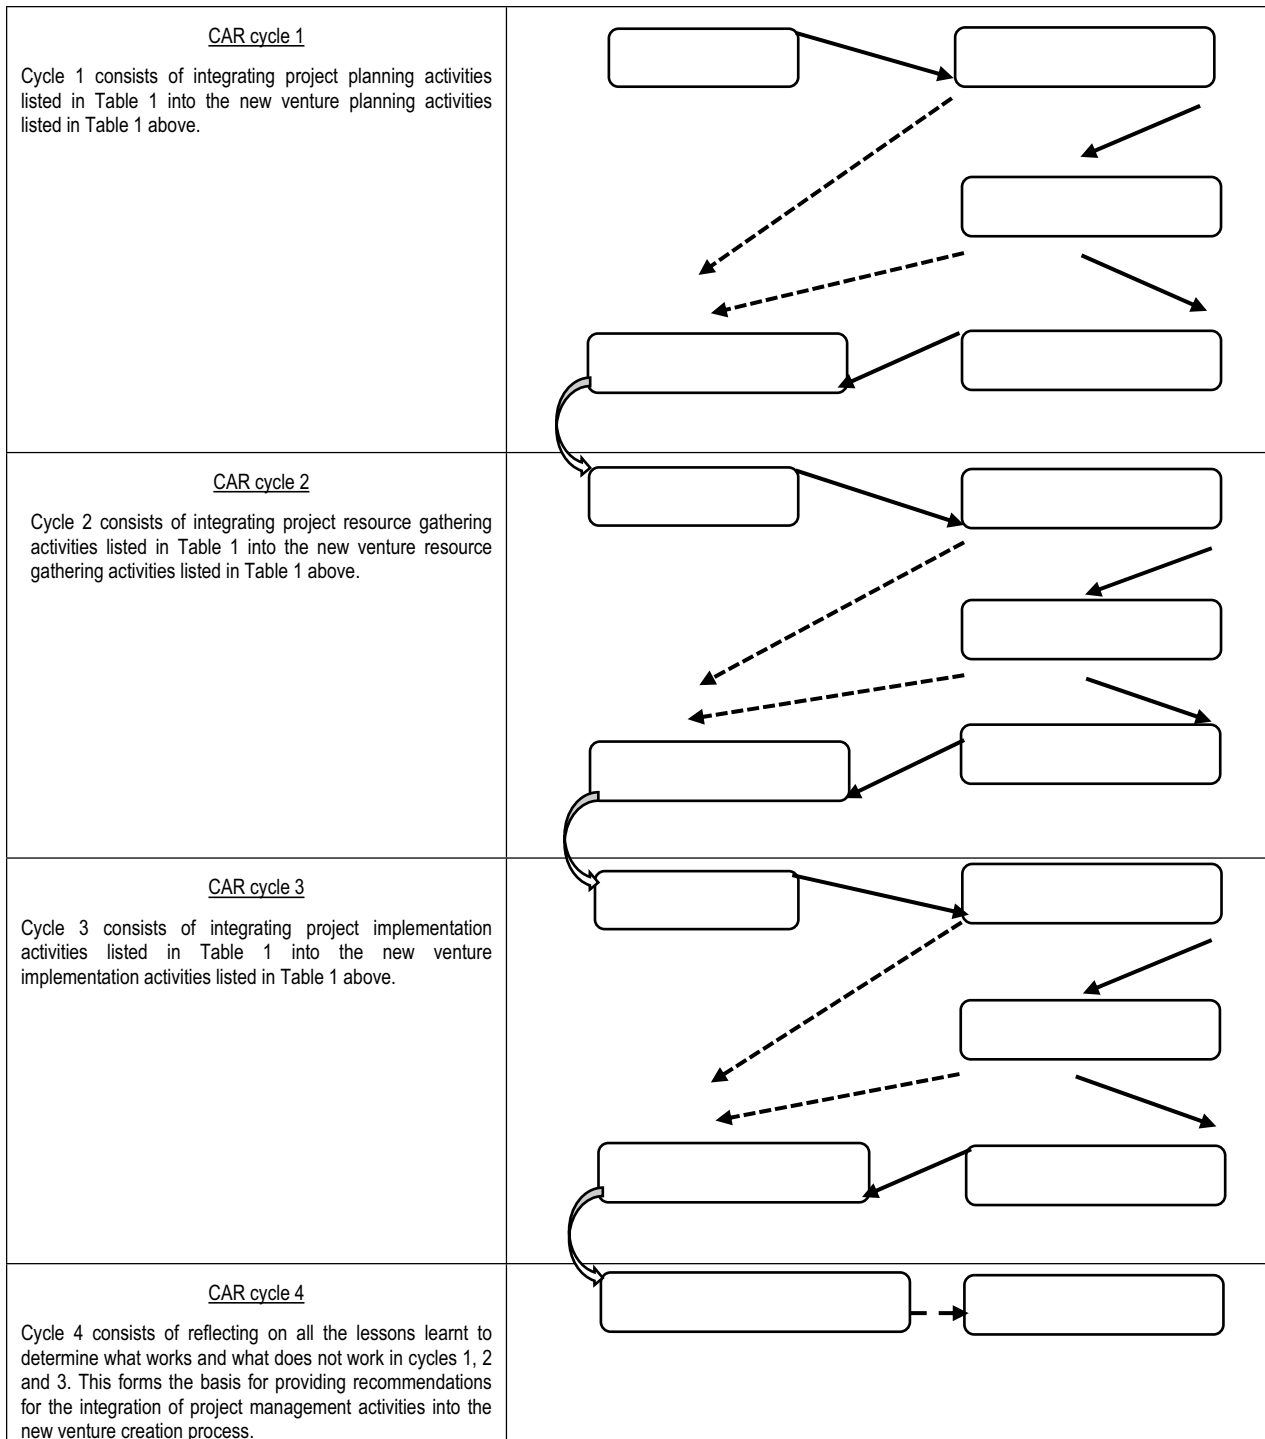 CAR cycle 1
Cycle 1 consists of integrating project planning activities
listed in Table 1 into the new venture planning activities
listed in Table 1 above.
CAR cycle 2
Cycle 2 consists of integrating project resource gathering
activities listed in Table 1 into the new venture resource
gathering activities listed in Table 1 above.
CAR cycle 3
Cycle 3 consists of integrating project implementation
activities listed in Table 1 into the new venture
implementation activities listed in Table 1 above.
CAR cycle 4
Cycle 4 consists of reflecting on all the lessons learnt to
determine what works and what does not work in cycles 1, 2
and 3. This forms the basis for providing recommendations
for the integration of project management activities into the
new venture creation process.